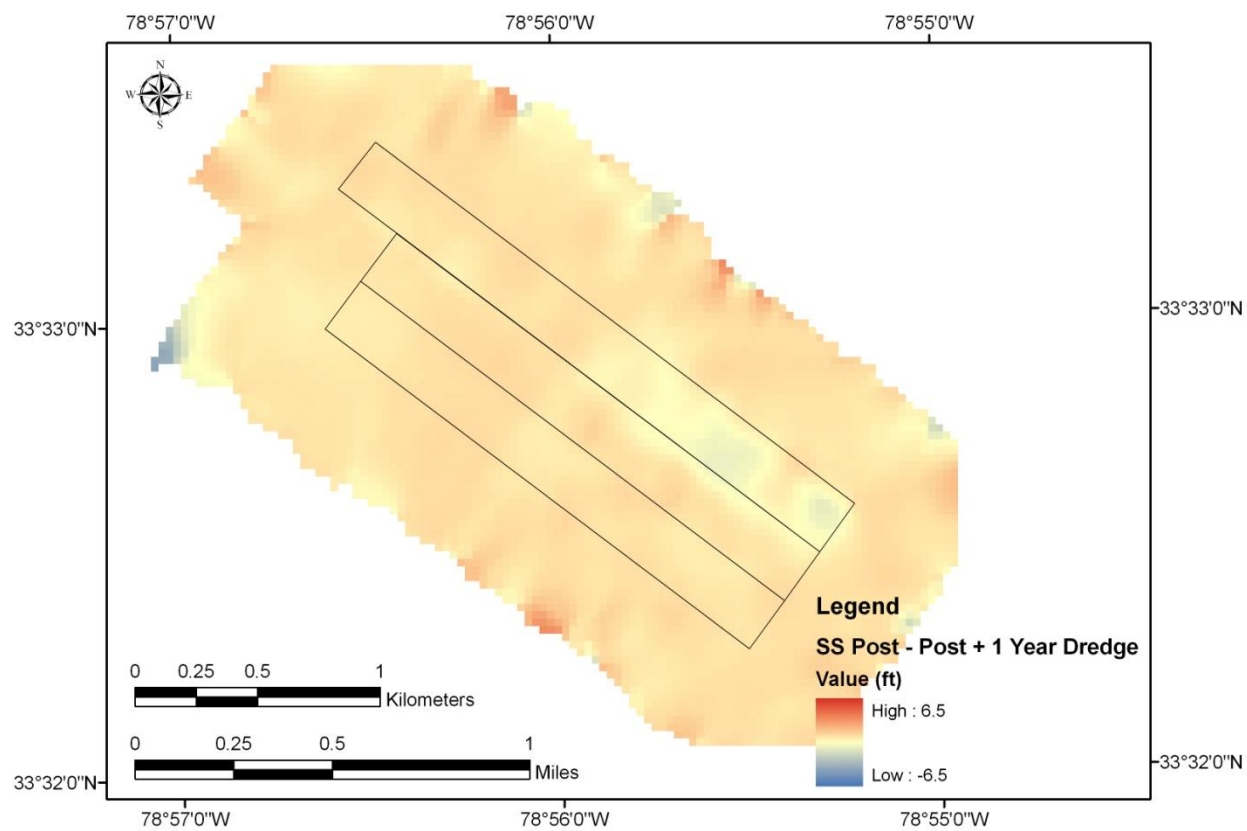 78°57'0"W 78°56'0"W 78°55'0"W
N
W E
S
33°33'0"N 33°33'0"N
Legend
SS Post - Post + 1 Year Dredge
Value (ft)
High : 6.5
Low : -6.5
0 0.25 0.5 1
Kilometers
0 0.25 0.5 1
Miles
33°32'0"N 33°32'0"N
78°57'0"W 78°56'0"W 78°55'0"W